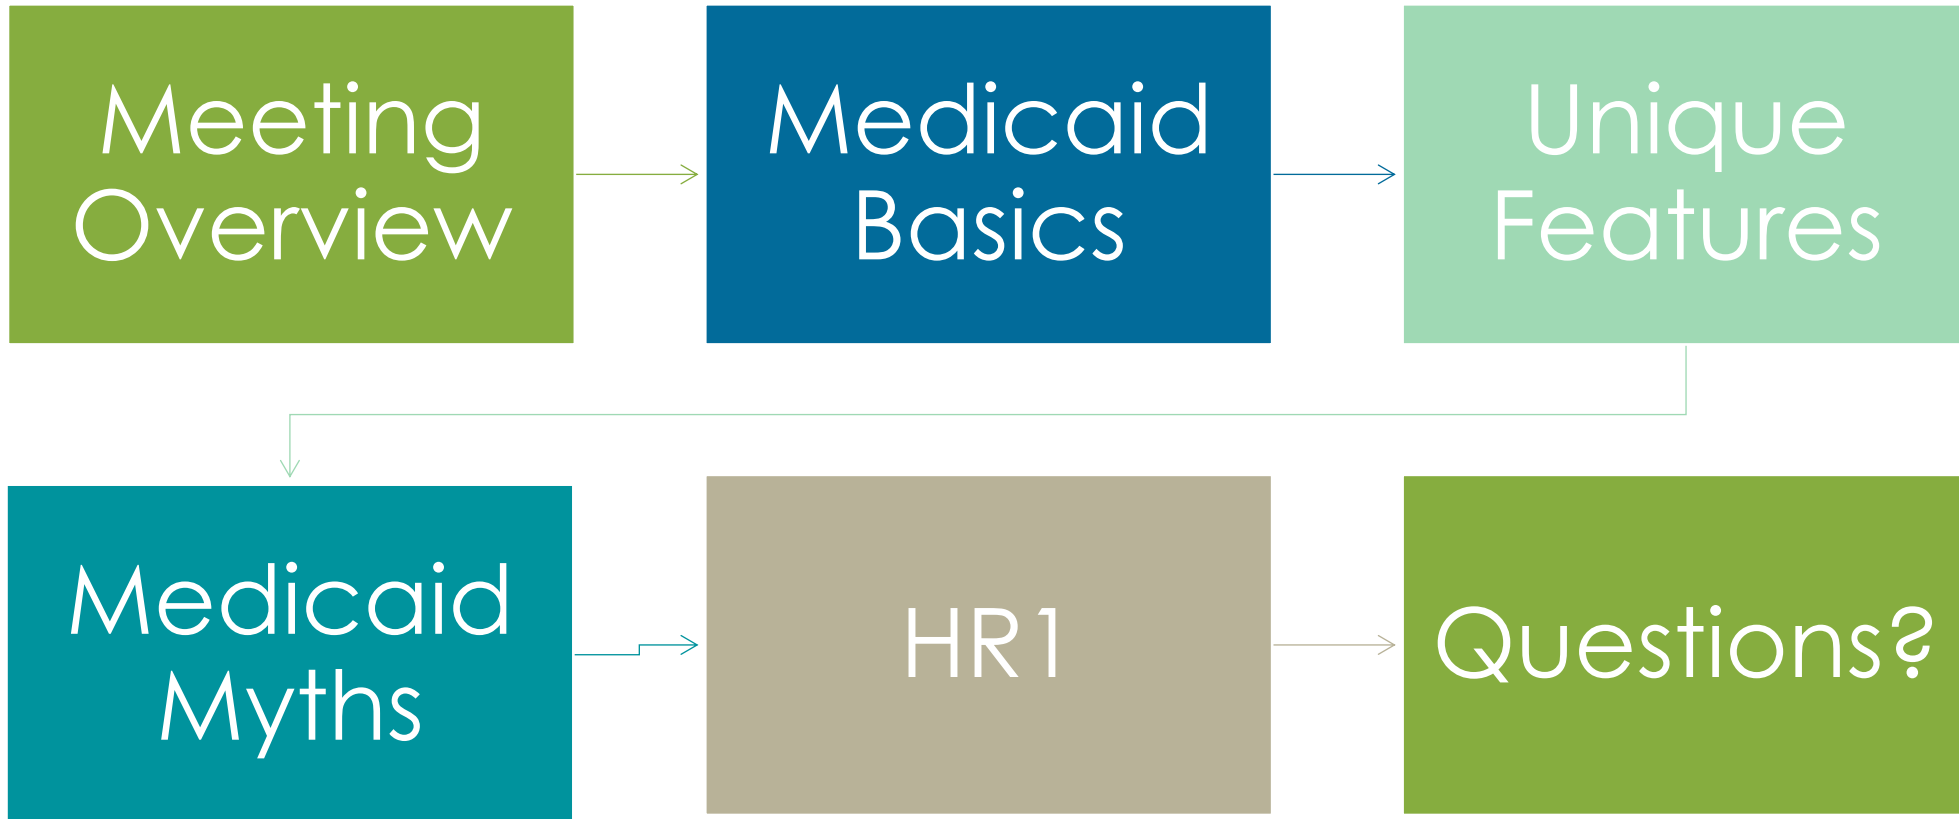 Meeting
Overview
Medicaid
Basics
Unique
Features
Medicaid
Myths
HR1
Questions?